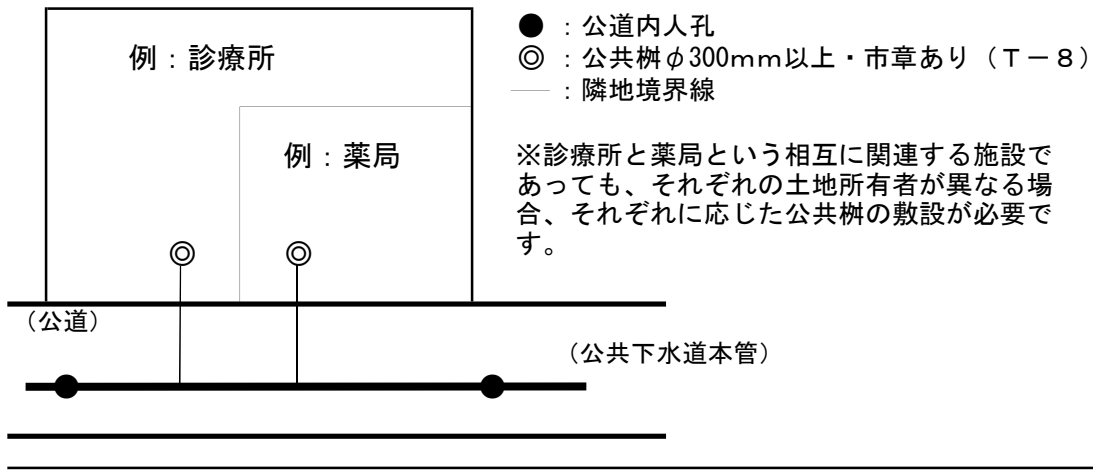 例：診療所
例：薬局
●：公道内人孔
◎：公共桝φ300mm以上・市章あり（Ｔ－８）
―：隣地境界線
※診療所と薬局という相互に関連する施設で
あっても、それぞれの土地所有者が異なる場
合、それぞれに応じた公共桝の敷設が必要で
す。
（公道）
（公共下水道本管）